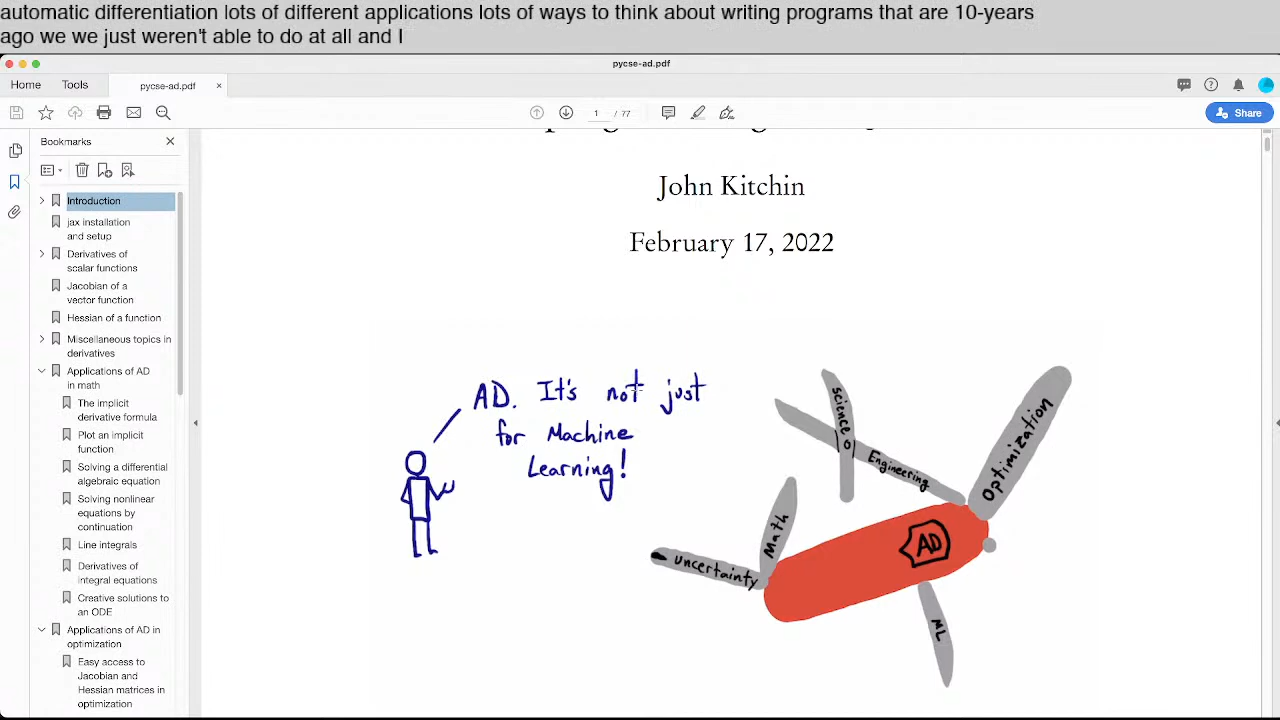 automatic differentiation lots of different applications lots of ways to think about writing programs that are 10-years
ago we we just weren't able to do at all and I
pycse-ad.pdf
Home
Tools
pycse-ad.pdf
×
1
/ 77
Share
Bookmarks
Introduction
jax installation
and setup
Derivatives of
scalar functions
Jacobian of a
vector function
Hessian of a function
Miscellaneous topics in
derivatives
Applications of AD
in math
The implicit
derivative formula
Plot an implicit
function
Solving a differential
algebraic equation
Solving nonlinear
equations by
continuation
Line integrals
Derivatives of
integral equations
Creative solutions to
an ODE
Applications of AD in
optimization
Easy access to
Jacobian and
Hessian matrices in
optimization
John Kitchin
February 17, 2022
AD. It's not just
for Machine
Learning!
science
Engineering
Optimization
Math
uncertainty
AD
ML